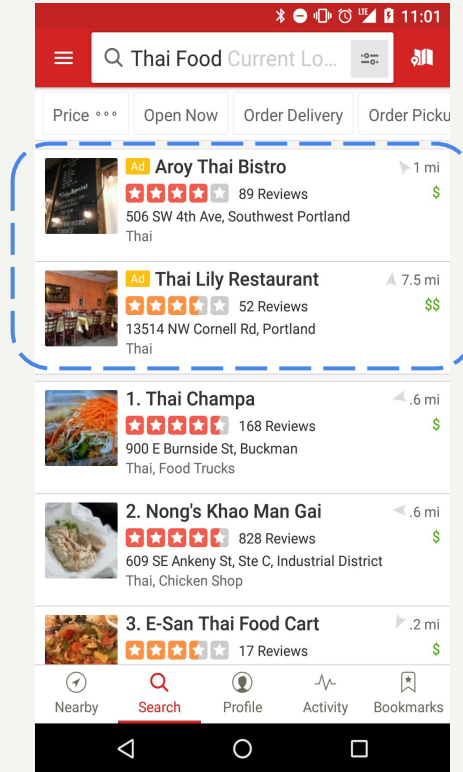 LTE 11:01
Thai Food Current Lo...
Price Open Now Order Delivery Order Picku
Ad Aroy Thai Bistro 1 mi
89 Reviews $
506 SW 4th Ave, Southwest Portland
Thai
Ad Thai Lily Restaurant 7.5 mi
52 Reviews $$
13514 NW Cornell Rd, Portland
Thai
1. Thai Champa .6 mi
168 Reviews $
900 E Burnside St, Buckman
Thai, Food Trucks
2. Nong's Khao Man Gai .6 mi
828 Reviews $
609 SE Ankeny St, Ste C, Industrial District
Thai, Chicken Shop
3. E-San Thai Food Cart .2 mi
17 Reviews $
Nearby Search Profile Activity Bookmarks